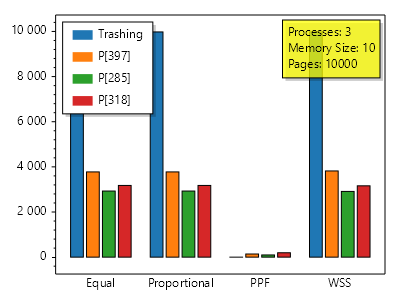 10 000
8 000
6 000
4 000
2 000
0
Trashing
P[397]
P[285]
P[318]
Processes: 3
Memory Size: 10
Pages: 10000
Equal
Proportional
PPF
WSS